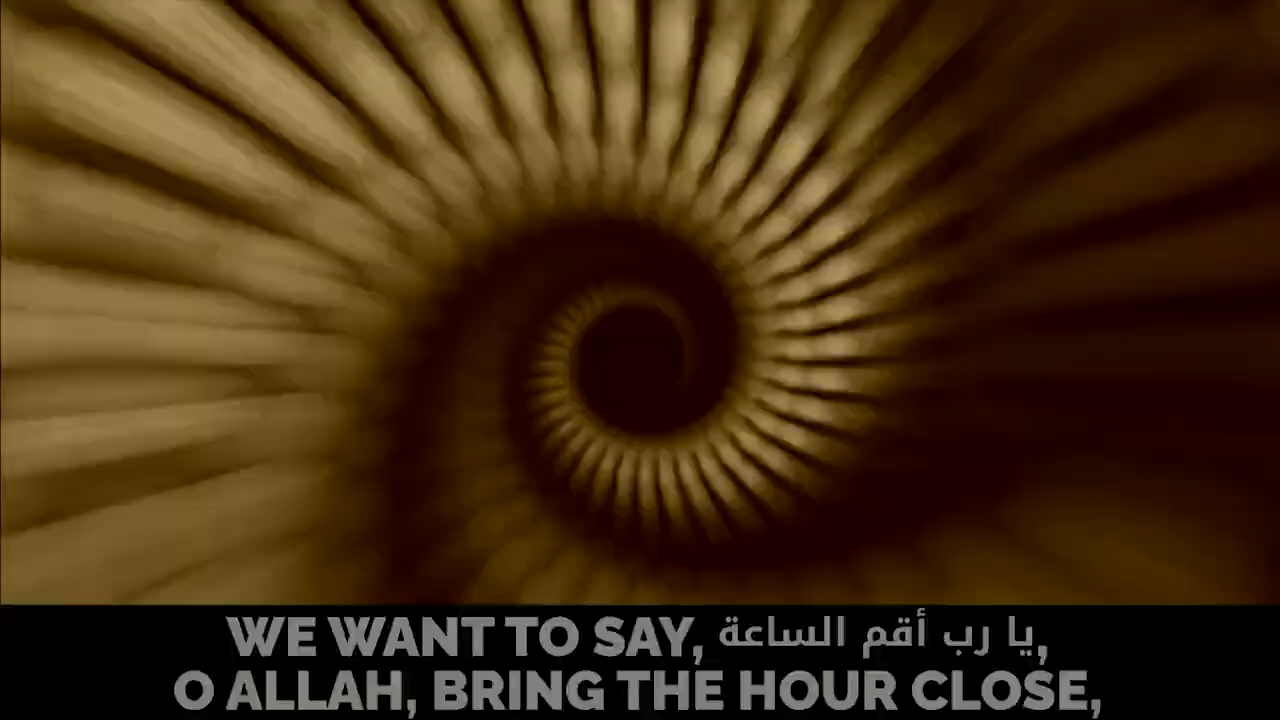 WE WANT TO SAY, يا رب أقم الساعة,
O ALLAH, BRING THE HOUR CLOSE,